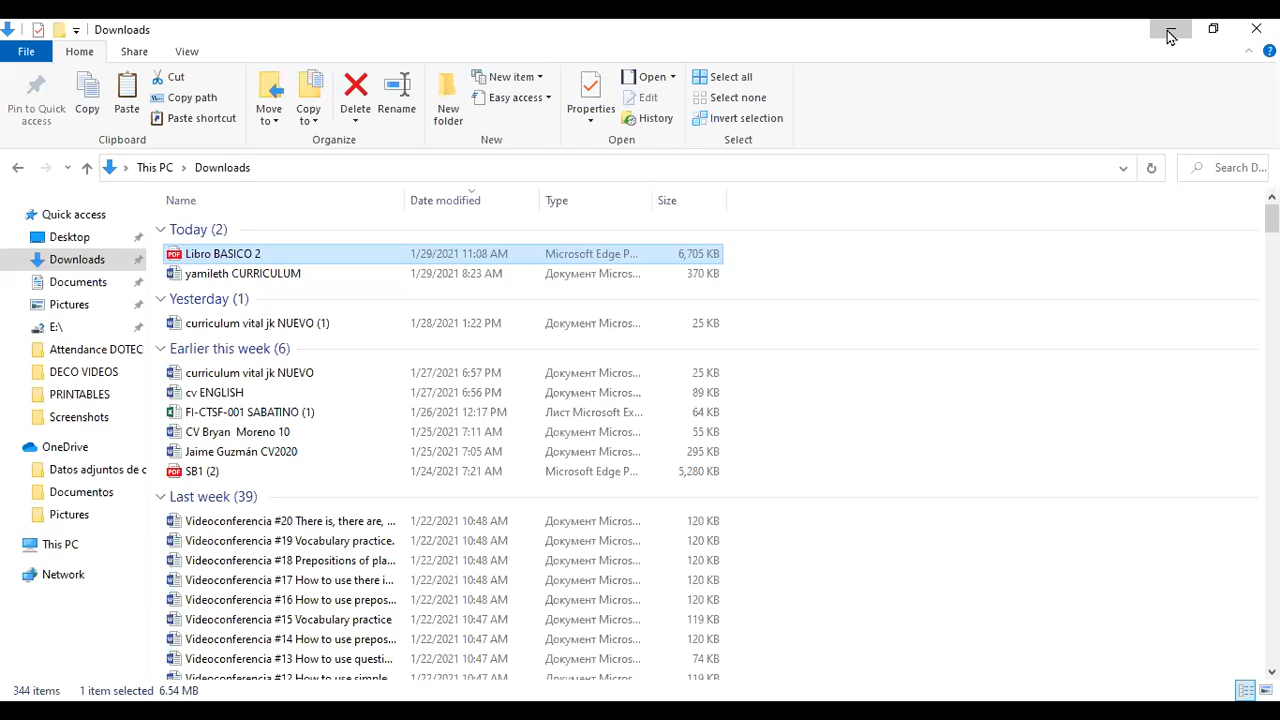 Downloads
File Home Share View
Pin to Quick access
Copy
Paste
Cut
Copy path
Paste shortcut
Clipboard
Move to
Copy to
Delete
Rename
Organize
New folder
New item
Easy access
New
Properties
Open
Edit
History
Open
Select all
Select none
Invert selection
Select
This PC Downloads
Search D...
Quick access
Desktop
Downloads
Documents
Pictures
E:\
Attendance DOTEC
DECO VIDEOS
PRINTABLES
Screenshots
OneDrive
Datos adjuntos de c
Documentos
Pictures
This PC
Network
Name Date modified Type Size
Today (2)
Libro BASICO 2 1/29/2021 11:08 AM Microsoft Edge P... 6,705 KB
yamileth CURRICULUM 1/29/2021 8:23 AM Документ Micros... 370 KB
Yesterday (1)
curriculum vital jk NUEVO (1) 1/28/2021 1:22 PM Документ Micros... 25 KB
Earlier this week (6)
curriculum vital jk NUEVO 1/27/2021 6:57 PM Документ Micros... 25 KB
cv ENGLISH 1/27/2021 6:56 PM Документ Micros... 89 KB
FI-CTSF-001 SABATINO (1) 1/26/2021 12:17 PM Лист Microsoft Ex... 64 KB
CV Bryan Moreno 10 1/25/2021 7:11 AM Документ Micros... 55 KB
Jaime Guzmán CV2020 1/25/2021 7:05 AM Документ Micros... 295 KB
SB1 (2) 1/24/2021 7:21 AM Microsoft Edge P... 5,280 KB
Last week (39)
Videoconferencia #20 There is, there are, ... 1/22/2021 10:48 AM Документ Micros... 120 KB
Videoconferencia #19 Vocabulary practice. 1/22/2021 10:48 AM Документ Micros... 120 KB
Videoconferencia #18 Prepositions of pla... 1/22/2021 10:48 AM Документ Micros... 120 KB
Videoconferencia #17 How to use there i... 1/22/2021 10:48 AM Документ Micros... 120 KB
Videoconferencia #16 How to use prepos... 1/22/2021 10:48 AM Документ Micros... 120 KB
Videoconferencia #15 Vocabulary practice 1/22/2021 10:47 AM Документ Micros... 119 KB
Videoconferencia #14 How to use prepos... 1/22/2021 10:47 AM Документ Micros... 120 KB
Videoconferencia #13 How to use questi... 1/22/2021 10:47 AM Документ Micros... 74 KB
Videoconferencia #12 How to use simple... 1/22/2021 10:47 AM Документ Micros... 119 KB
344 items 1 item selected 6.54 MB